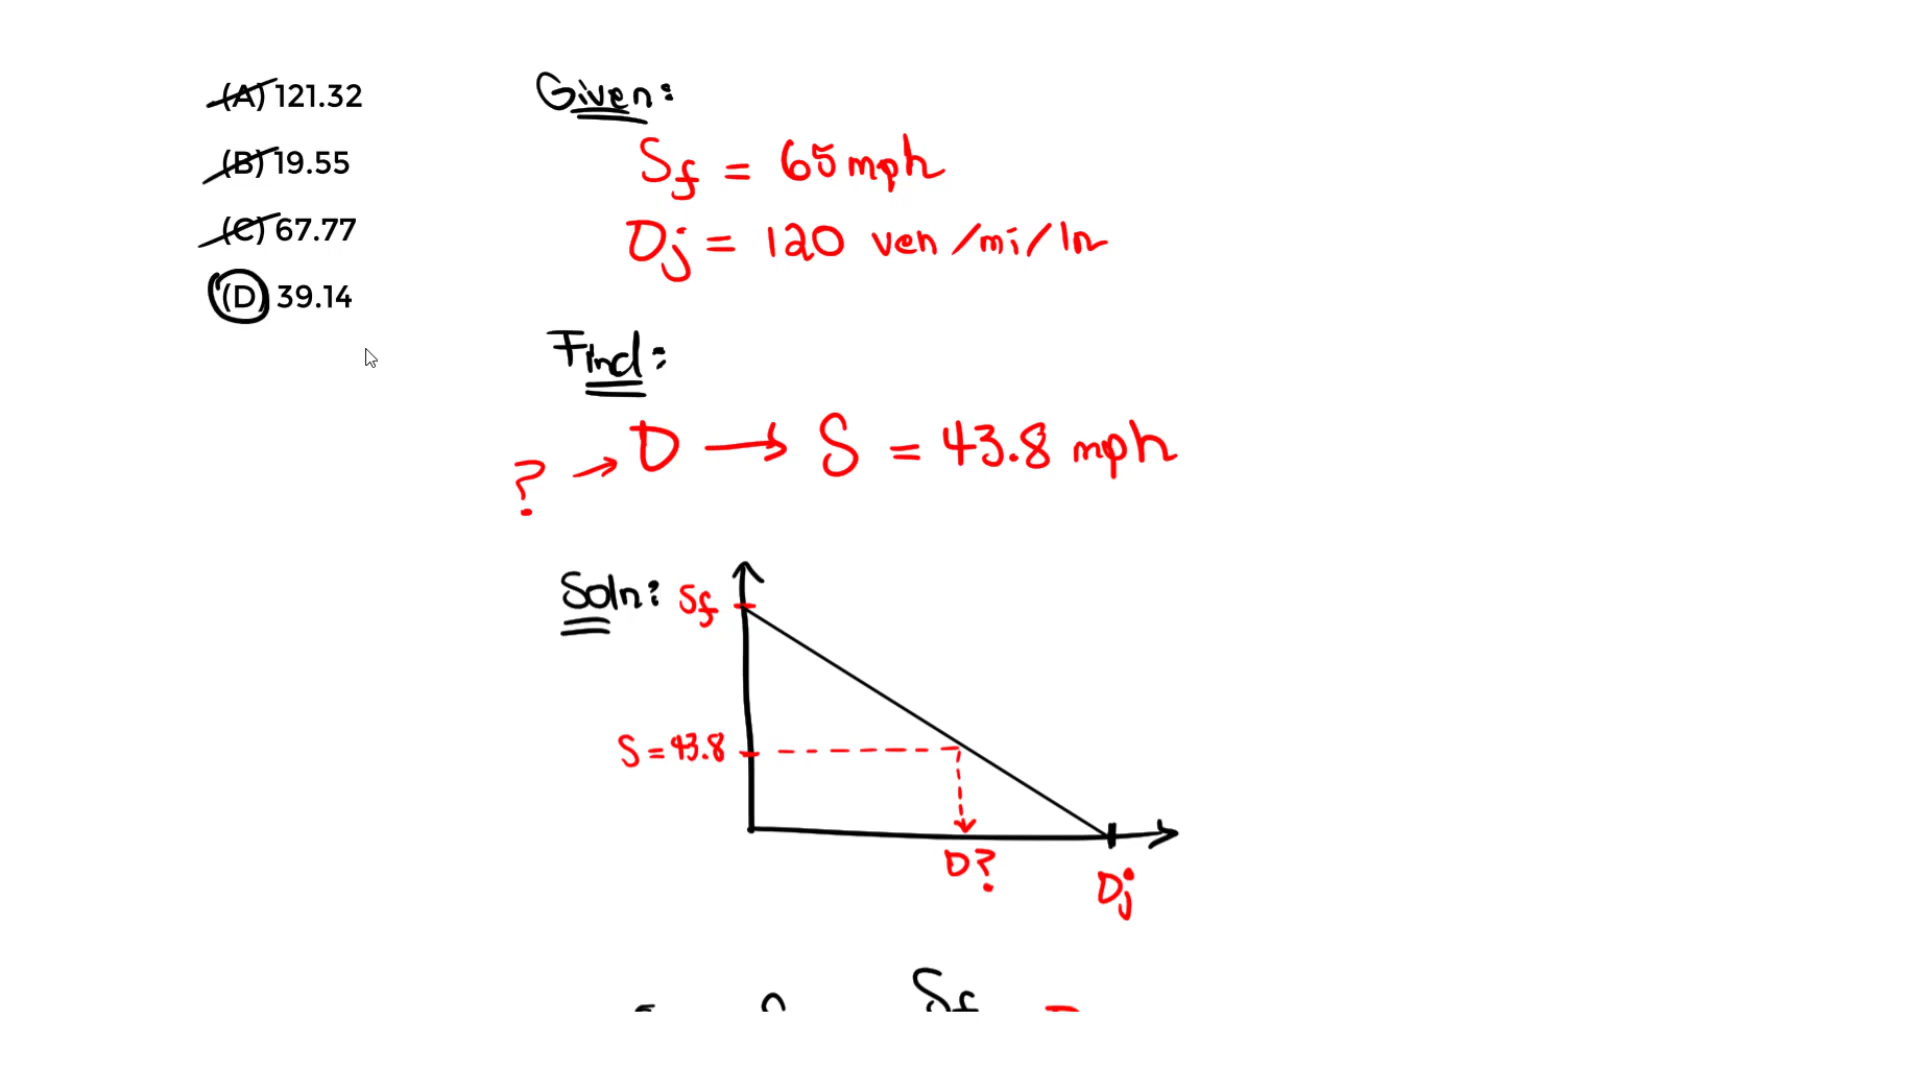 (A) 121.32
(B) 19.55
(C) 67.77
(D) 39.14
Given:
Sf = 65 mph
Dj = 120 veh/mi/ln
Find:
? → D → S = 43.8 mph
Soln:
Sf
S = 43.8
D?
Dj
Sf